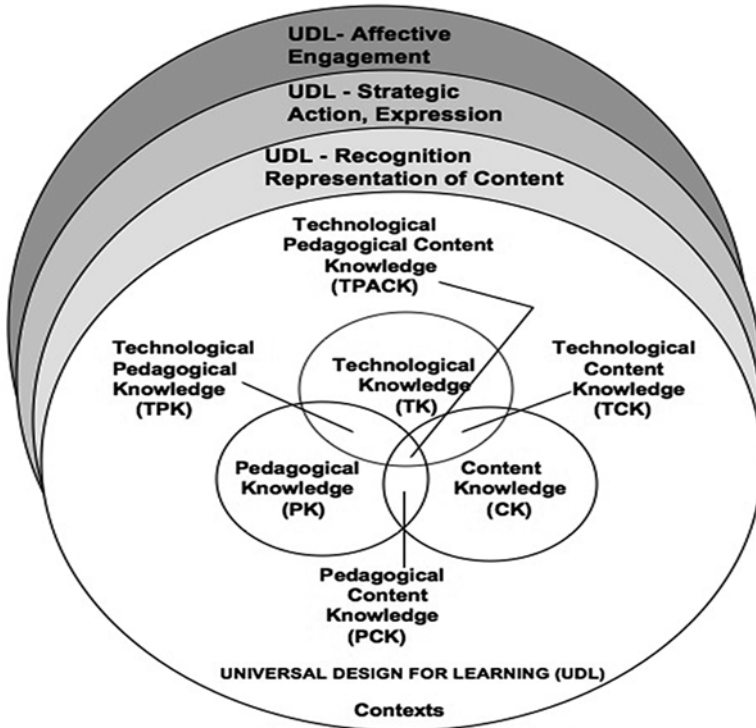 UDL- Affective
Engagement
UDL - Strategic
Action, Expression
UDL - Recognition
Representation of Content
Technological
Pedagogical Content
Knowledge
(TPACK)
Technological
Pedagogical
Knowledge
(TPK)
Technological
Knowledge
(TK)
Technological
Content
Knowledge
(TCK)
Pedagogical
Knowledge
(PK)
Content
Knowledge
(CK)
Pedagogical
Content
Knowledge
(PCK)
UNIVERSAL DESIGN FOR LEARNING (UDL)
Contexts